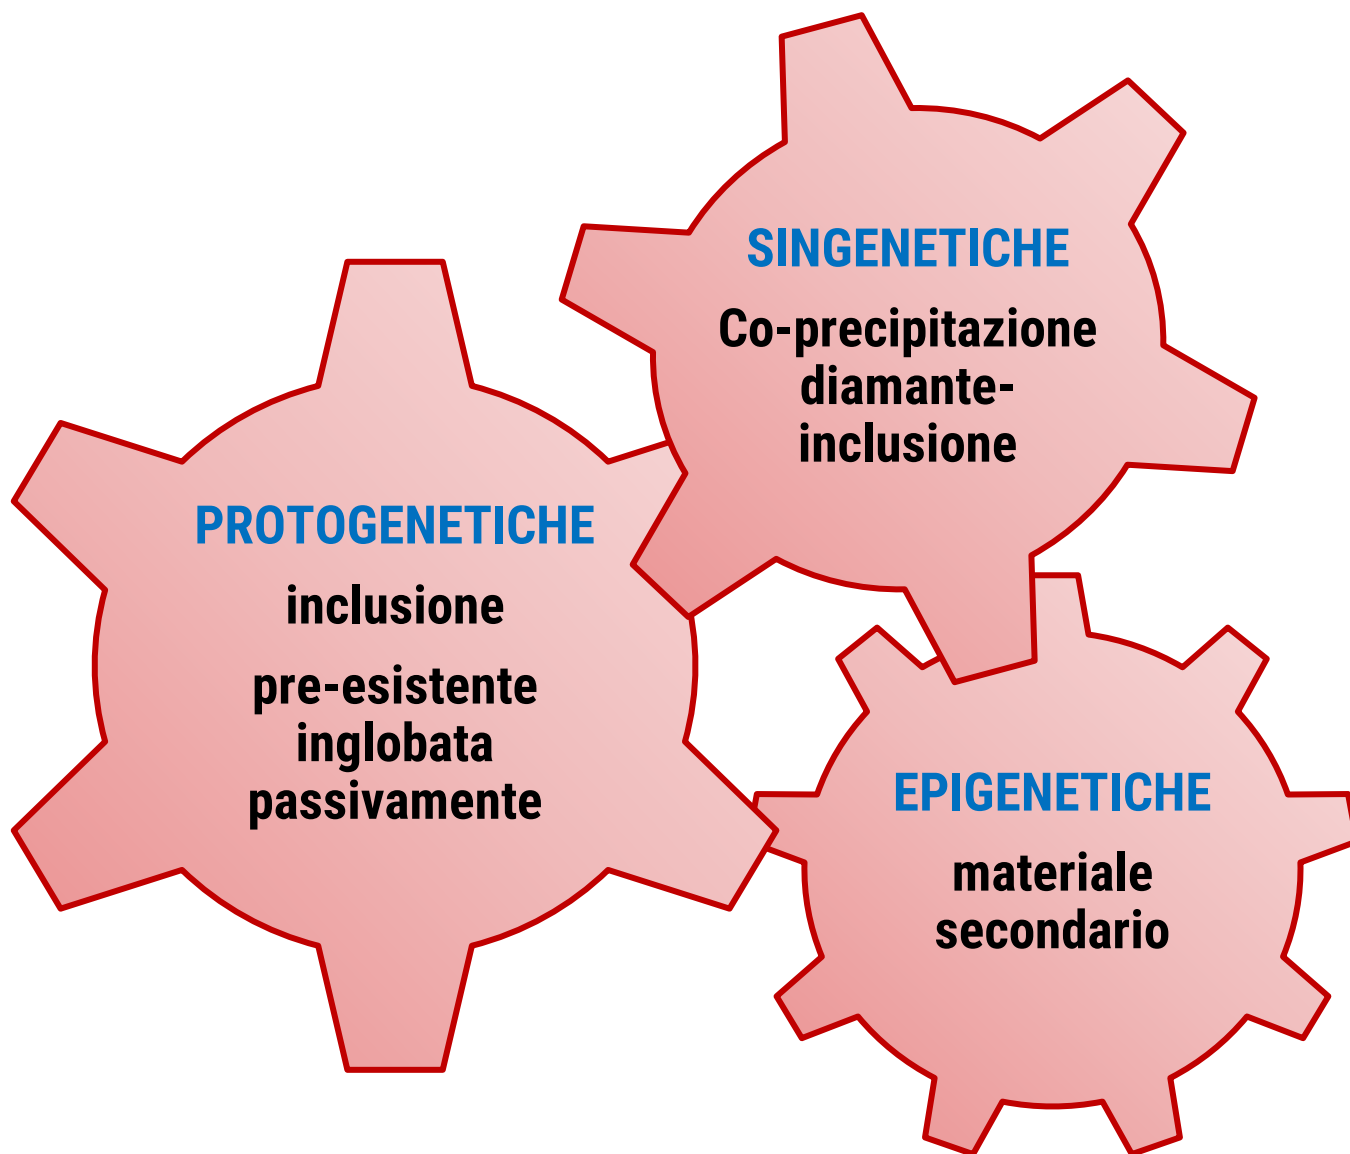 SINGENETICHE
Co-precipitazione
diamante-
inclusione
PROTOGENETICHE
inclusione
pre-esistente
inglobata
passivamente
EPIGENETICHE
materiale
secondario